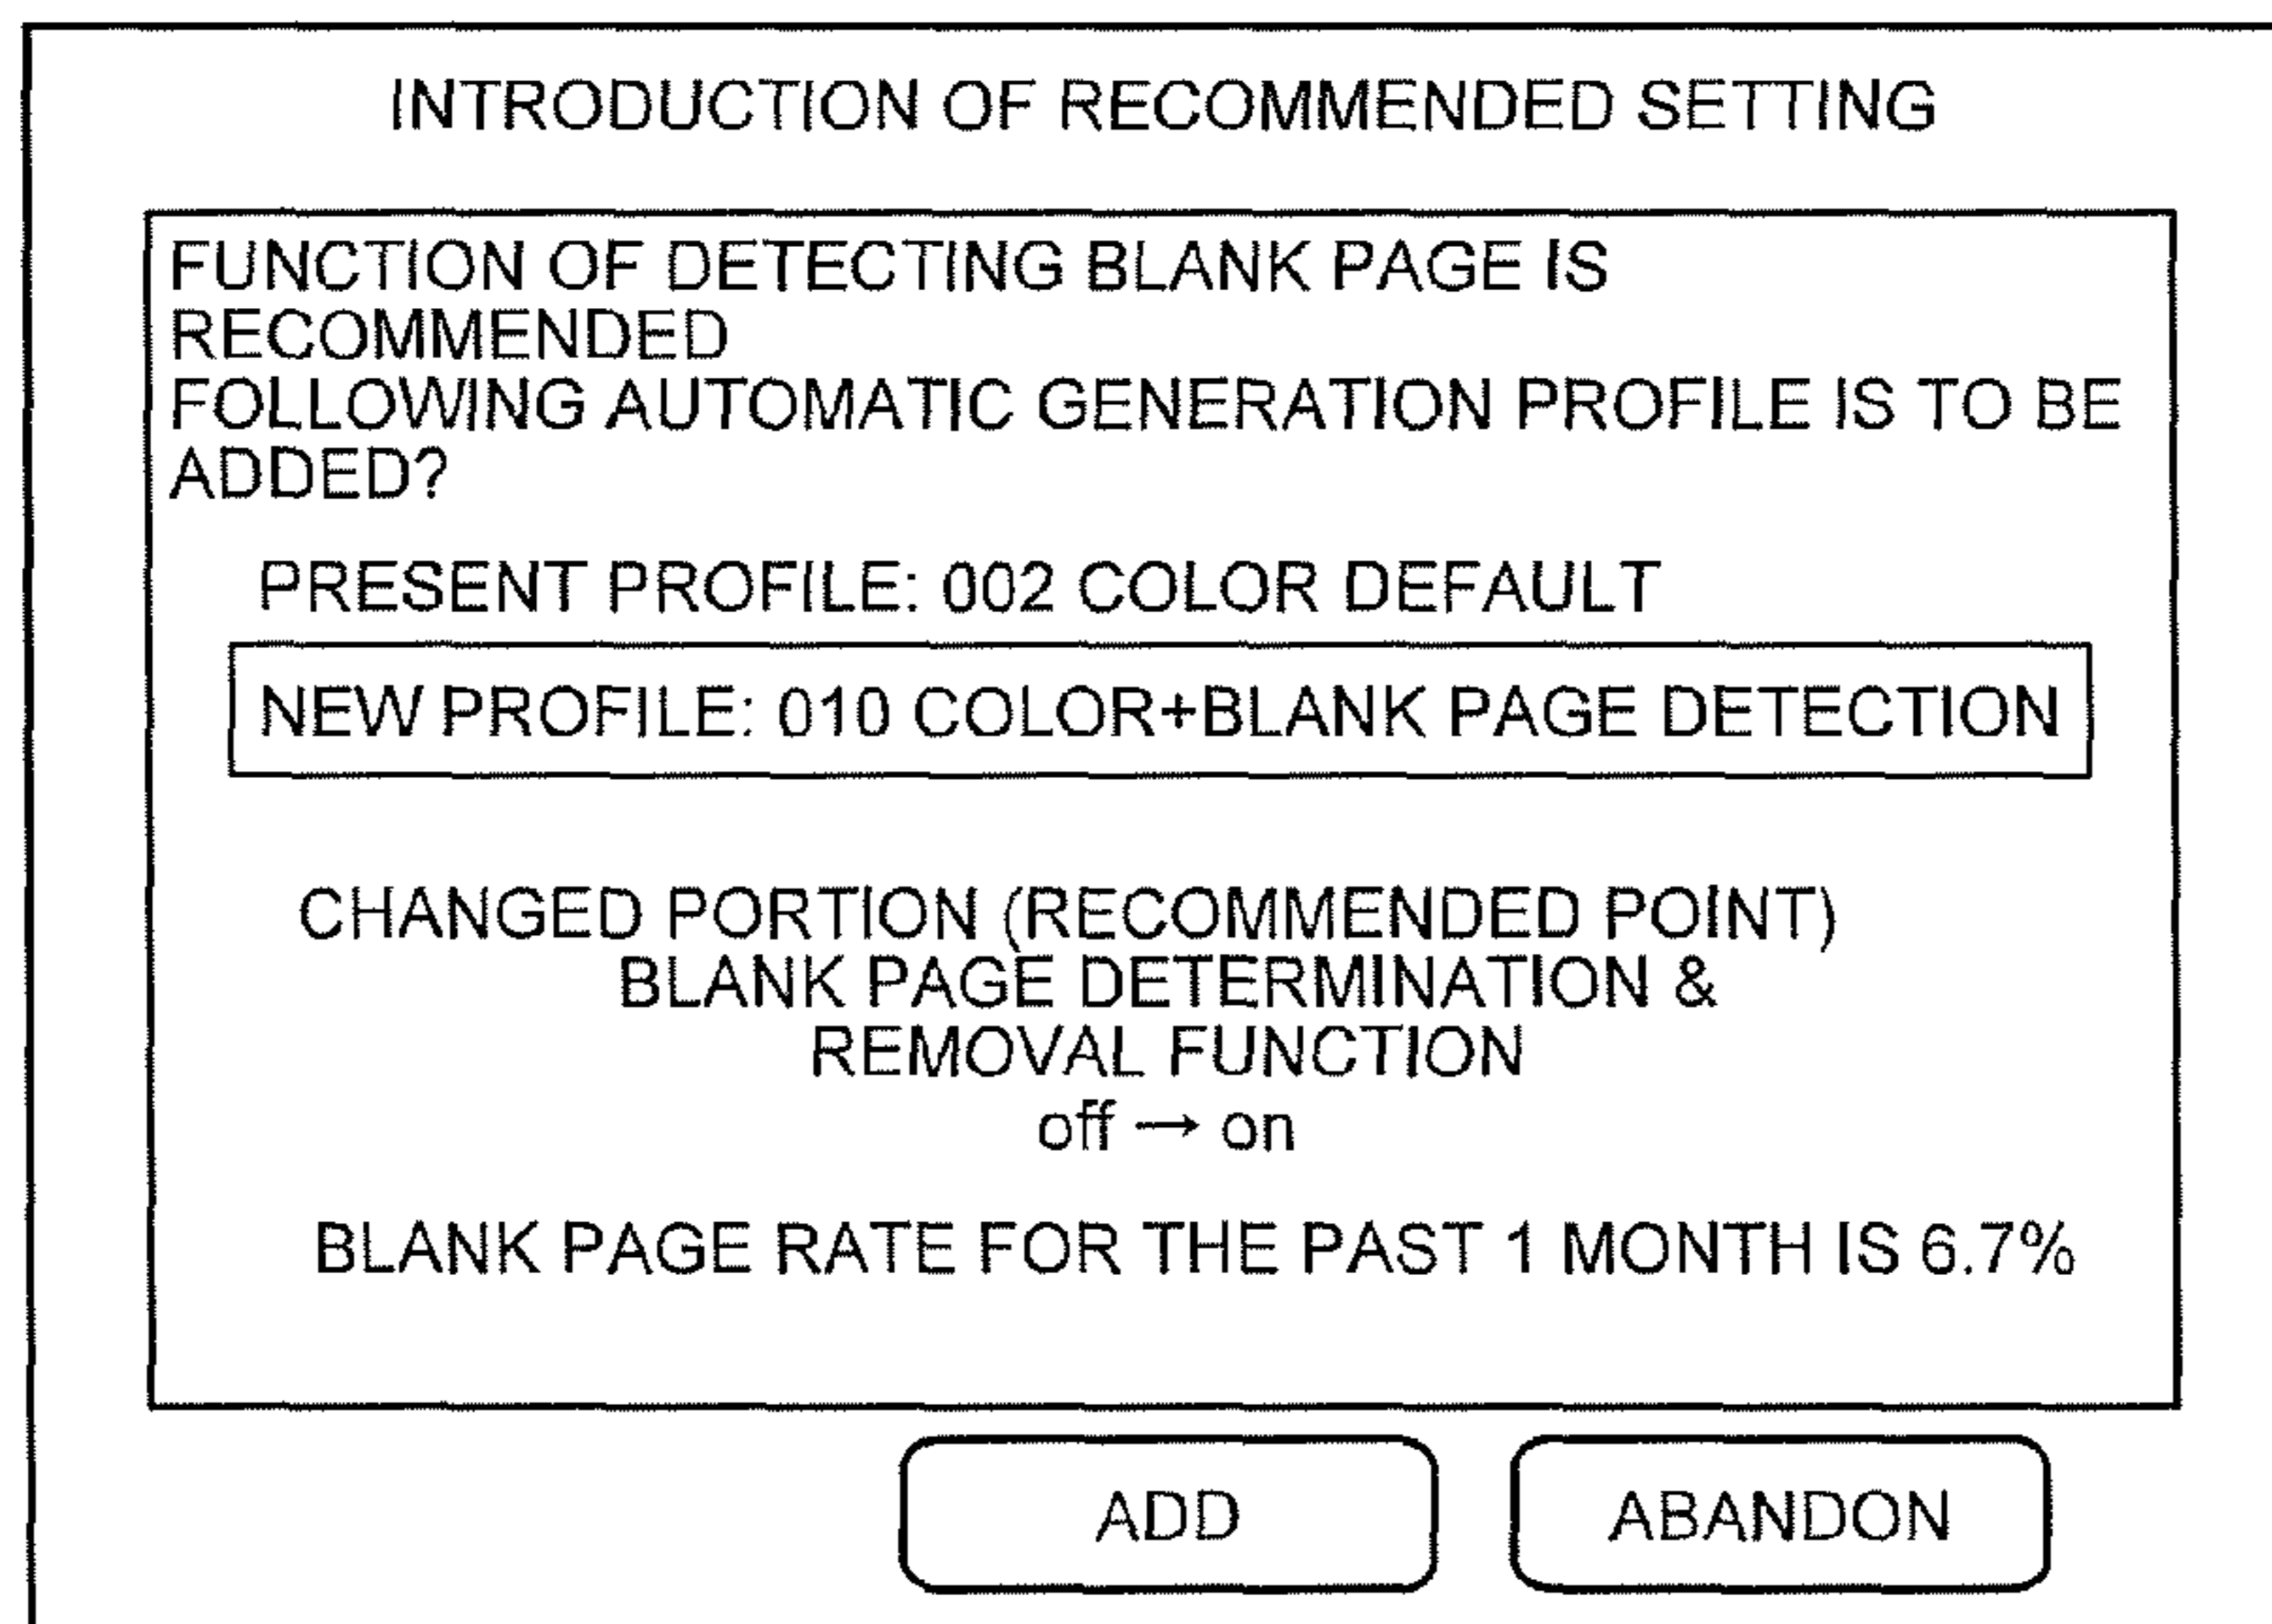 INTRODUCTION OF RECOMMENDED SETTING
FUNCTION OF DETECTING BLANK PAGE IS
RECOMMENDED
FOLLOWING AUTOMATIC GENERATION PROFILE IS TO BE
ADDED?
PRESENT PROFILE: 002 COLOR DEFAULT
NEW PROFILE: 010 COLOR+BLANK PAGE DETECTION
CHANGED PORTION (RECOMMENDED POINT)
BLANK PAGE DETERMINATION &
REMOVAL FUNCTION
off → on
BLANK PAGE RATE FOR THE PAST 1 MONTH IS 6.7%
ADD
ABANDON